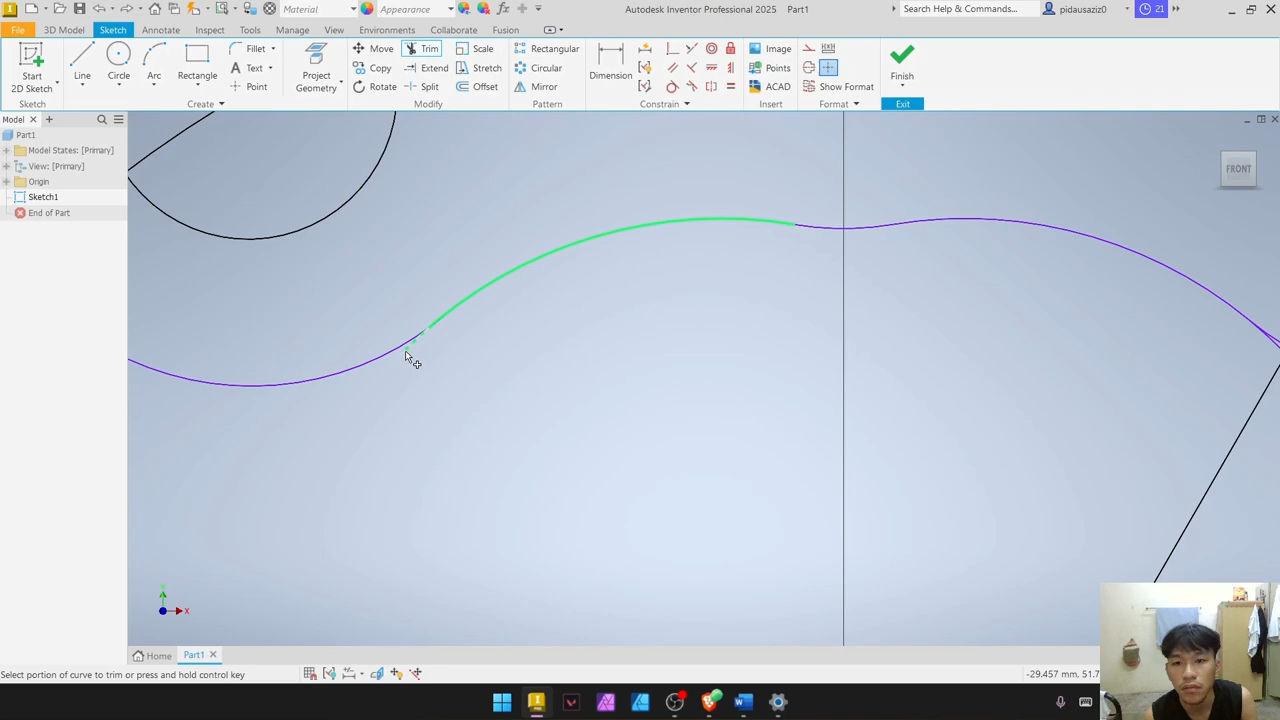 Material Appearance Autodesk Inventor Professional 2025 Part1 Search Help & Commands... pidausaziz0 21
File 3D Model Sketch Annotate Inspect Tools Manage View Environments Collaborate Fusion
Start 2D Sketch Line Circle Arc Rectangle Fillet Text Point Project Geometry Move Copy Rotate Trim Extend Split Scale Stretch Offset Rectangular Circular Mirror Dimension Image Points ACAD Show Format Finish
Sketch Create Modify Pattern Constrain Insert Format Exit
Model
FRONT
Part1
Model States: [Primary]
View: [Primary]
Origin
Sketch1
End of Part
Y
X
Home Part1
Select portion of curve to trim or press and hold control key
-29.457 mm, 51.7